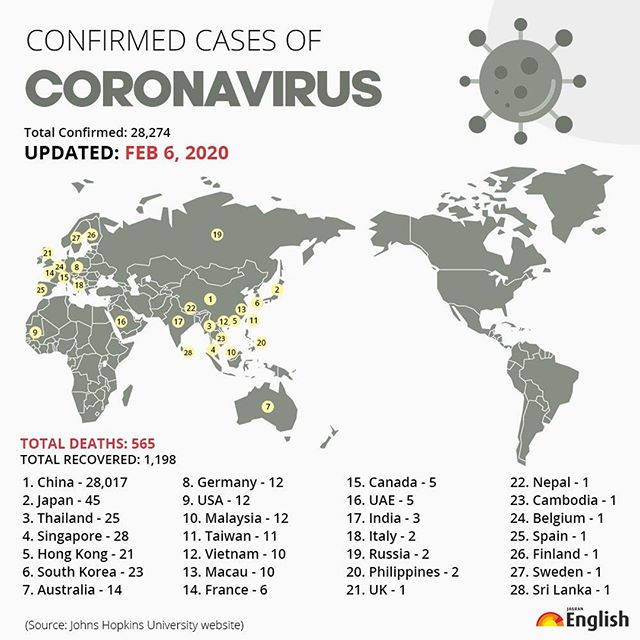 CONFIRMED CASES OF
CORONAVIRUS
Total Confirmed: 28,274
UPDATED: FEB 6, 2020
27
26
19
21
24
8
14
15
18
25
2
1
6
22
13
16
17
12
5
11
3
9
23
20
28
4
10
7
TOTAL DEATHS: 565
TOTAL RECOVERED: 1,198
1. China - 28,017
2. Japan - 45
3. Thailand - 25
4. Singapore - 28
5. Hong Kong - 21
6. South Korea - 23
7. Australia - 14
8. Germany - 12
9. USA - 12
10. Malaysia - 12
11. Taiwan - 11
12. Vietnam - 10
13. Macau - 10
14. France - 6
15. Canada - 5
16. UAE - 5
17. India - 3
18. Italy - 2
19. Russia - 2
20. Philippines - 2
21. UK - 1
22. Nepal - 1
23. Cambodia - 1
24. Belgium - 1
25. Spain - 1
26. Finland - 1
27. Sweden - 1
28. Sri Lanka - 1
(Source: Johns Hopkins University website)
JAGRAN
English